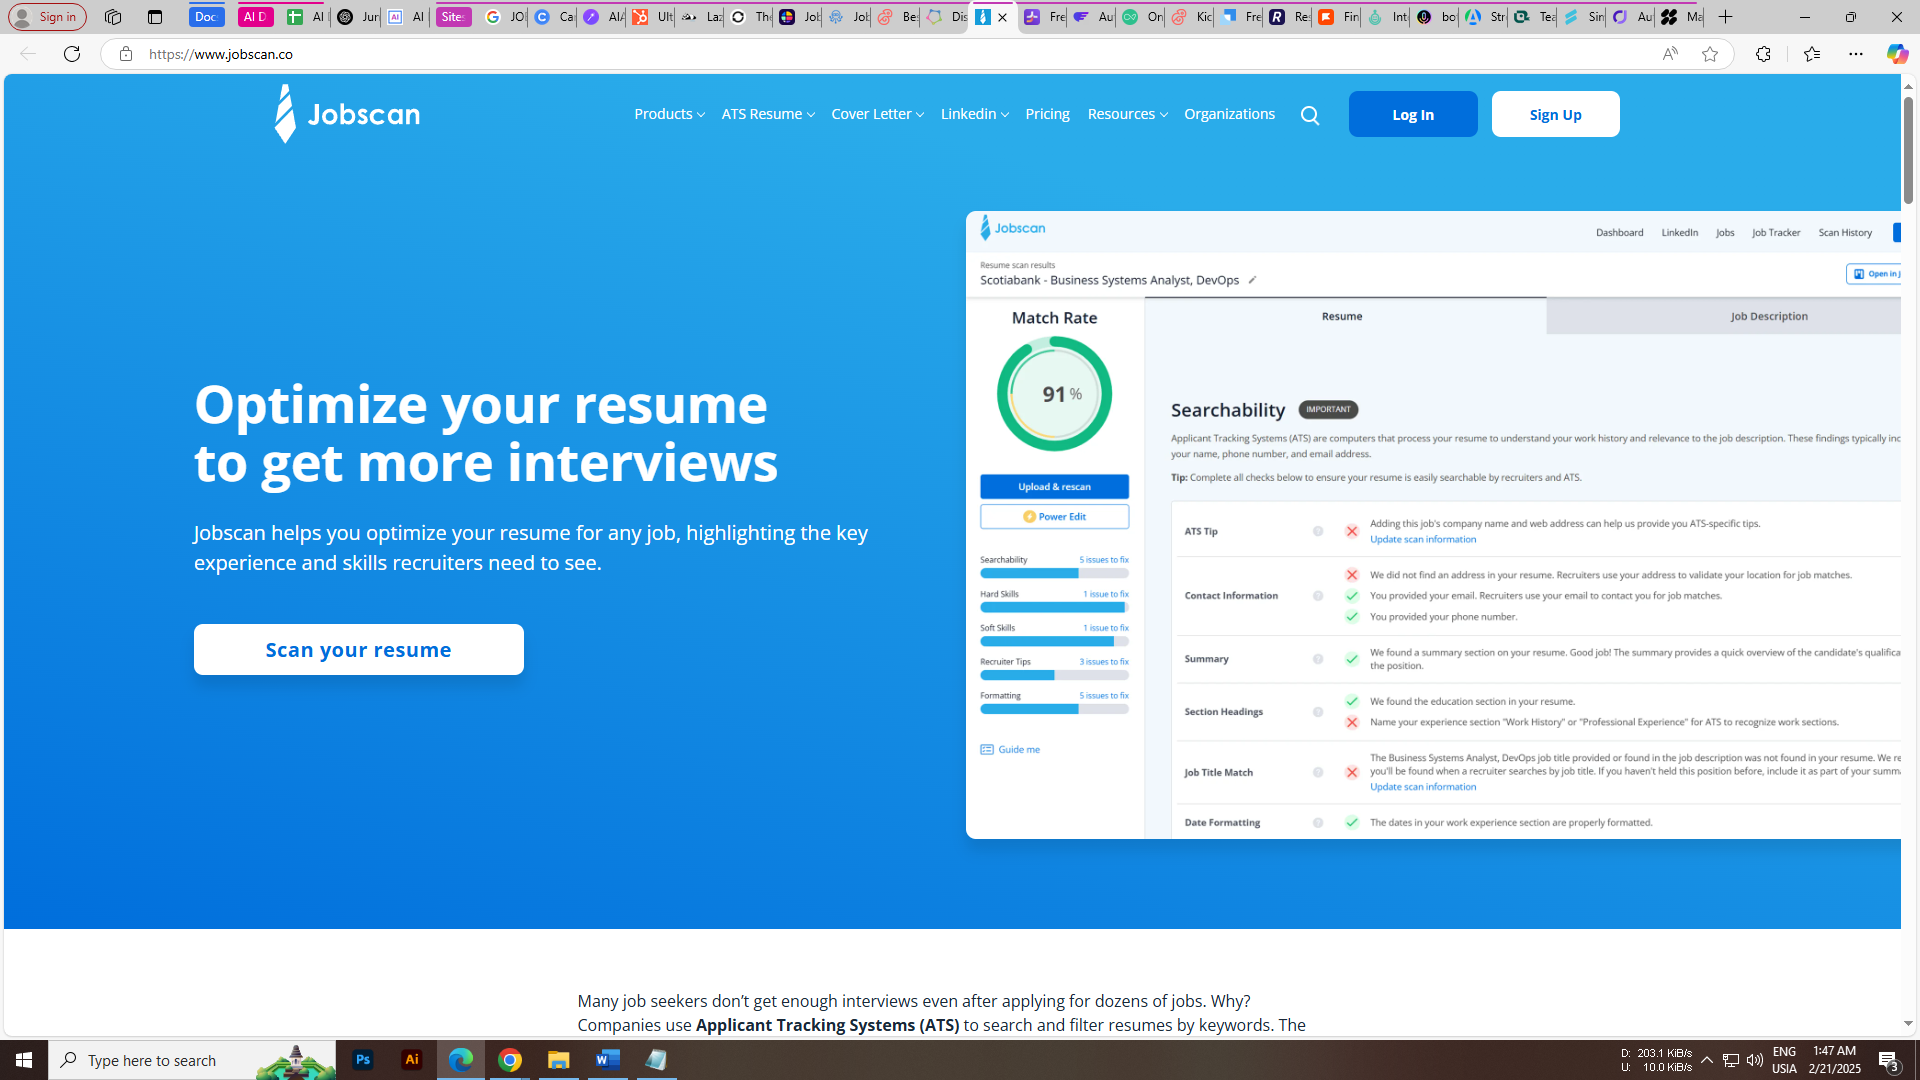 Sign in
Docs
AI D
AI
Jun
AI
AI
Sites
JOI
Ca
AIA
Ult
Laz
The
Job
Job
Bes
Dis
Fre
Au
On
Kic
Fre
Res
Fin
Int
bot
Str
Tea
Sin
Au
Ma
https://www.jobscan.co
Jobscan
Products
ATS Resume
Cover Letter
Linkedin
Pricing
Resources
Organizations
Log In
Sign Up
Jobscan
Dashboard
LinkedIn
Jobs
Job Tracker
Scan History
Resume scan results
Scotiabank - Business Systems Analyst, DevOps
Open in J
Match Rate
91 %
Upload & rescan
Power Edit
Searchability 5 issues to fix
Hard Skills 1 issue to fix
Soft Skills 1 issue to fix
Recruiter Tips 3 issues to fix
Formatting 5 issues to fix
Guide me
Resume
Job Description
Searchability IMPORTANT
Applicant Tracking Systems (ATS) are computers that process your resume to understand your work history and relevance to the job description. These findings typically inc
your name, phone number, and email address.
Tip: Complete all checks below to ensure your resume is easily searchable by recruiters and ATS.
ATS Tip
Adding this job's company name and web address can help us provide you ATS-specific tips.
Update scan information
Contact Information
We did not find an address in your resume. Recruiters use your address to validate your location for job matches.
You provided your email. Recruiters use your email to contact you for job matches.
You provided your phone number.
Summary
We found a summary section on your resume. Good job! The summary provides a quick overview of the candidate's qualifica
the position.
Section Headings
We found the education section in your resume.
Name your experience section "Work History" or "Professional Experience" for ATS to recognize work sections.
Job Title Match
The Business Systems Analyst, DevOps job title provided or found in the job description was not found in your resume. We re
you'll be found when a recruiter searches by job title. If you haven't held this position before, include it as part of your summa
Update scan information
Date Formatting
The dates in your work experience section are properly formatted.
Optimize your resume
to get more interviews
Jobscan helps you optimize your resume for any job, highlighting the key
experience and skills recruiters need to see.
Scan your resume
Many job seekers don’t get enough interviews even after applying for dozens of jobs. Why?
Companies use Applicant Tracking Systems (ATS) to search and filter resumes by keywords. The
Type here to search
Ps
Ai
D: 203.1 KiB/s
U: 10.0 KiB/s
ENG
USIA
1:47 AM
2/21/2025
3